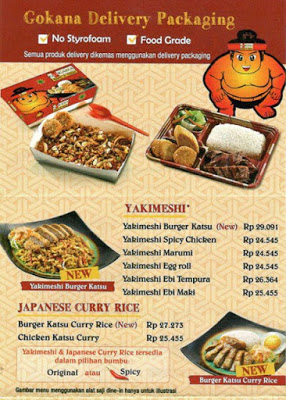 Gokana Delivery Packaging
No Styrofoam Food Grade
Semua produk delivery dikemas menggunakan delivery packaging
YAKIMESHI*
Yakimeshi Burger Katsu (New) Rp 29.091
Yakimeshi Spicy Chicken Rp 24.545
Yakimeshi Marumi Rp 24.545
Yakimeshi Egg roll Rp 24.545
Yakimeshi Ebi Tempura Rp 26.364
Yakimeshi Ebi Maki Rp 25.455
NEW
Yakimeshi Burger Katsu
JAPANESE CURRY RICE
Burger Katsu Curry Rice (New) Rp 27.273
Chicken Katsu Curry Rp 25.455
Yakimeshi & Japanese Curry Rice tersedia
dalam pilihan bumbu:
Original atau Spicy
NEW
Burger Katsu Curry Rice
Gambar menu menggunakan alat saji dine-in hanya untuk illustrasi